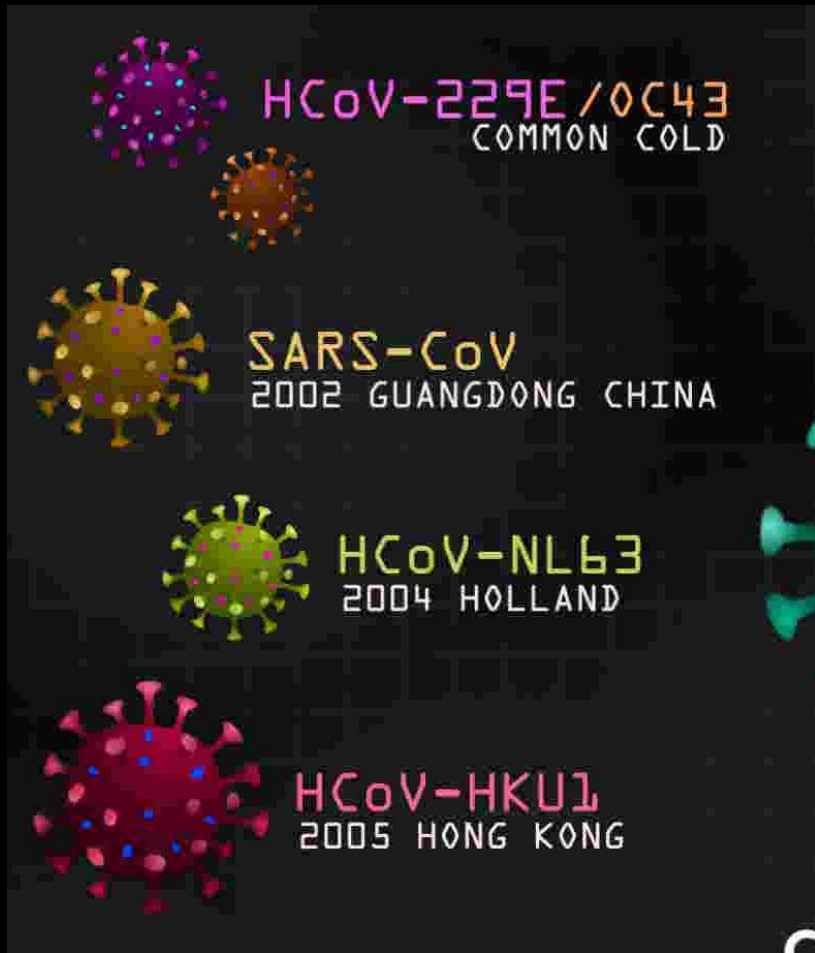 HCoV-229E/OC43
COMMON COLD
SARS-CoV
2002 GUANGDONG CHINA
HCoV-NL63
2004 HOLLAND
HCoV-HKU1
2005 HONG KONG